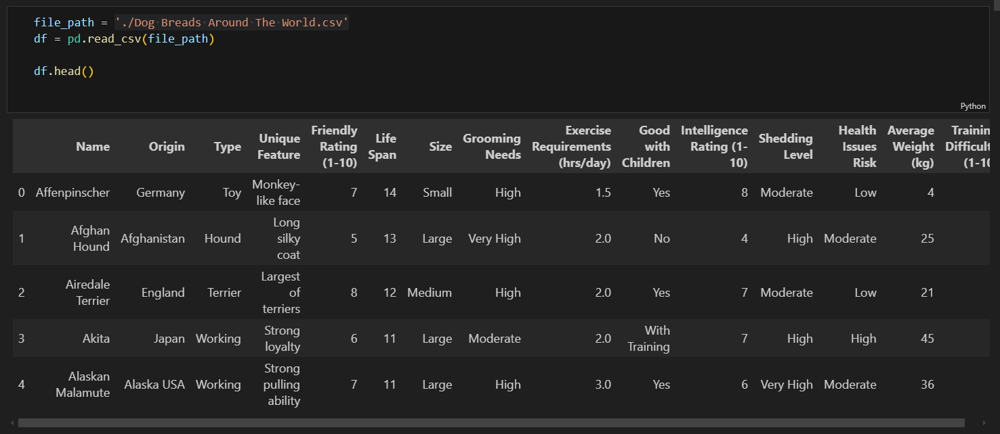 file_path = './Dog Breads Around The World.csv'
df = pd.read_csv(file_path)
df.head()
Python
Name Origin Type Unique Feature Friendly Rating (1-10) Life Span Size Grooming Needs Exercise Requirements (hrs/day) Good with Children Intelligence Rating (1-10) Shedding Level Health Issues Risk Average Weight (kg)
0 Affenpinscher Germany Toy Monkey-like face 7 14 Small High 1.5 Yes 8 Moderate Low 4
1 Afghan Hound Afghanistan Hound Long silky coat 5 13 Large Very High 2.0 No 4 High Moderate 25
2 Airedale Terrier England Terrier Largest of terriers 8 12 Medium High 2.0 Yes 7 Moderate Low 21
3 Akita Japan Working Strong loyalty 6 11 Large Moderate 2.0 With Training 7 High High 45
4 Alaskan Malamute Alaska USA Working Strong pulling ability 7 11 Large High 3.0 Yes 6 Very High Moderate 36